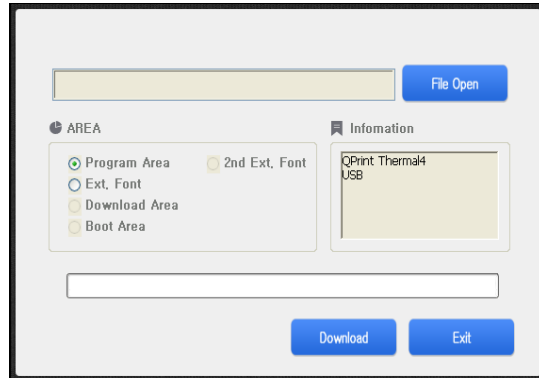 File Open
AREA
Program Area
2nd Ext. Font
Ext. Font
Download Area
Boot Area
Infomation
QPrint Thermal4
USB
Download
Exit